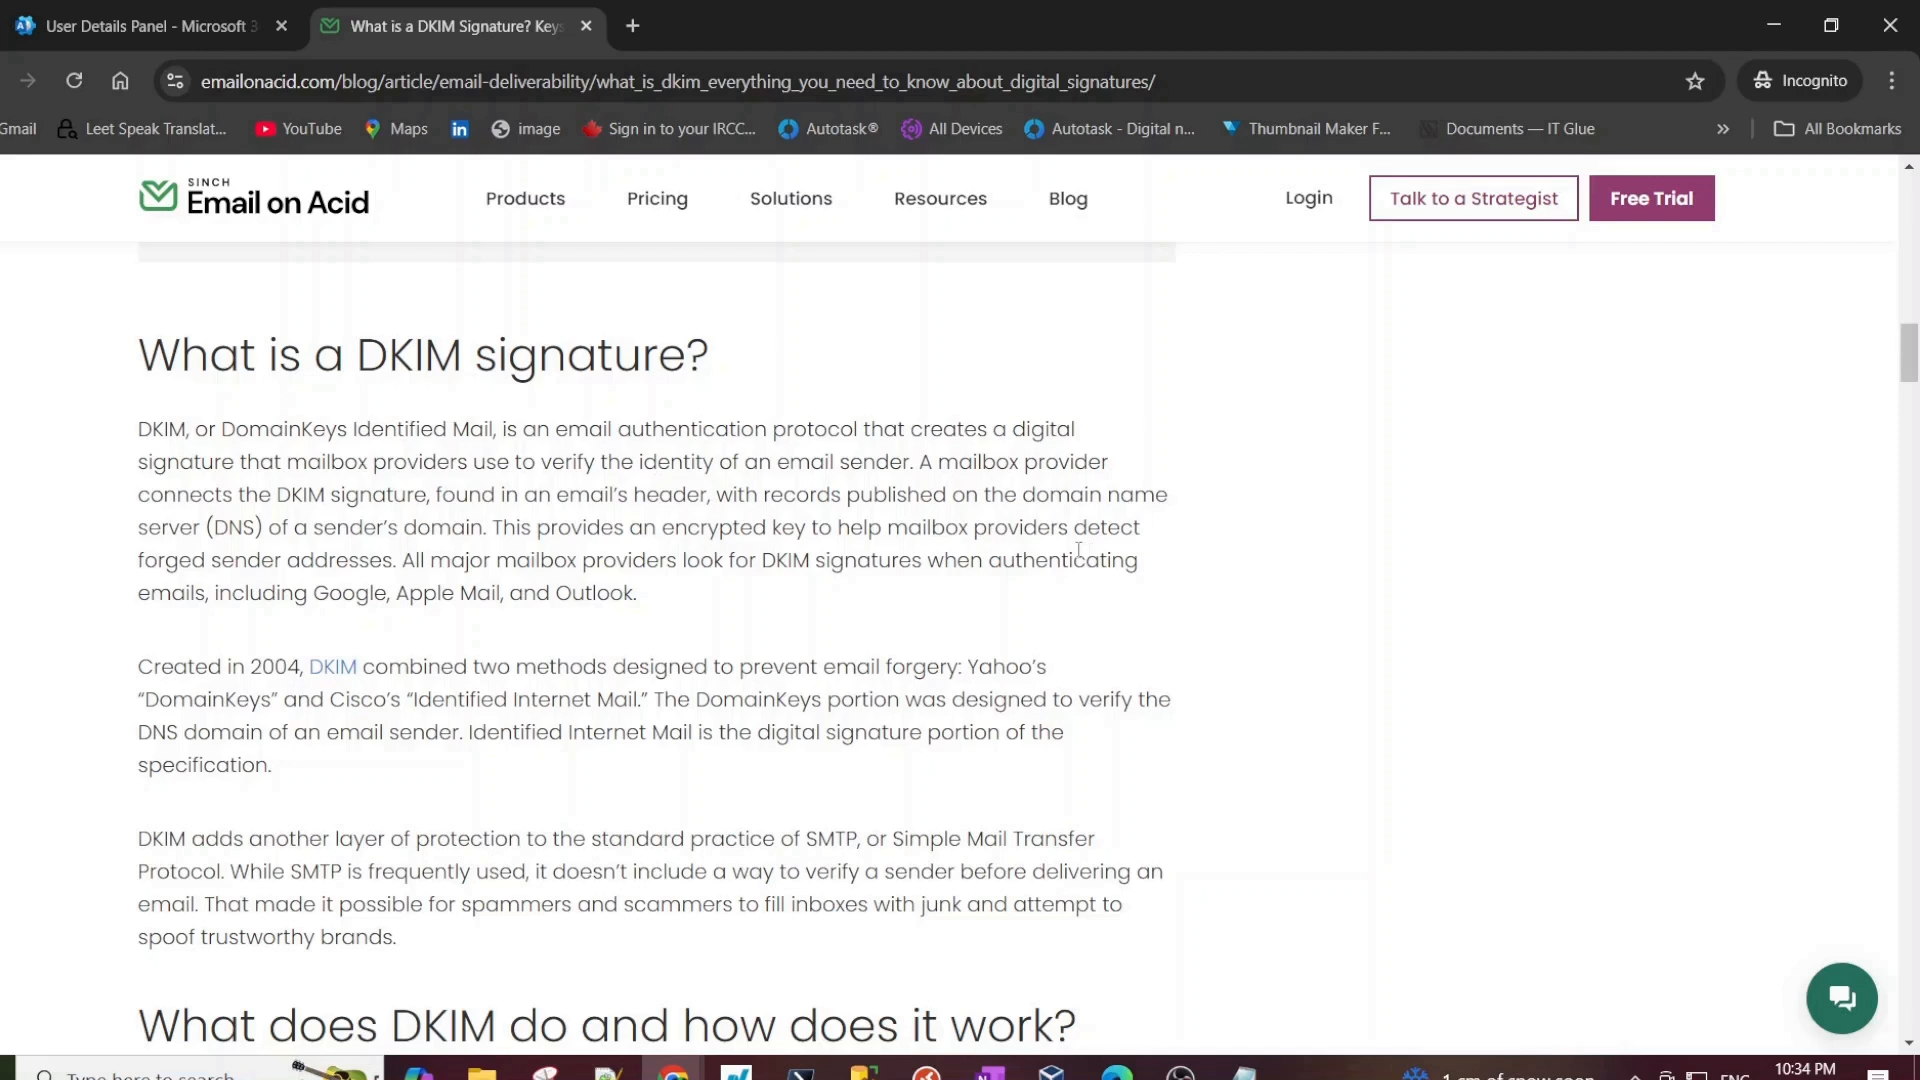 User Details Panel - Microsoft 3
What is a DKIM Signature? Keys
emailonacid.com/blog/article/email-deliverability/what_is_dkim_everything_you_need_to_know_about_digital_signatures/
Incognito
Gmail
Leet Speak Translat...
YouTube
Maps
image
Sign in to your IRCC...
Autotask®
All Devices
Autotask - Digital n...
Thumbnail Maker F...
Documents — IT Glue
»
All Bookmarks
SINCH
Email on Acid
Products
Pricing
Solutions
Resources
Blog
Login
Talk to a Strategist
Free Trial
What is a DKIM signature?
DKIM, or DomainKeys Identified Mail, is an email authentication protocol that creates a digital
signature that mailbox providers use to verify the identity of an email sender. A mailbox provider
connects the DKIM signature, found in an email’s header, with records published on the domain name
server (DNS) of a sender’s domain. This provides an encrypted key to help mailbox providers detect
forged sender addresses. All major mailbox providers look for DKIM signatures when authenticating
emails, including Google, Apple Mail, and Outlook.
Created in 2004, DKIM combined two methods designed to prevent email forgery: Yahoo’s
“DomainKeys” and Cisco’s “Identified Internet Mail.” The DomainKeys portion was designed to verify the
DNS domain of an email sender. Identified Internet Mail is the digital signature portion of the
specification.
DKIM adds another layer of protection to the standard practice of SMTP, or Simple Mail Transfer
Protocol. While SMTP is frequently used, it doesn’t include a way to verify a sender before delivering an
email. That made it possible for spammers and scammers to fill inboxes with junk and attempt to
spoof trustworthy brands.
What does DKIM do and how does it work?
Type here to search
1 cm of snow soon
ENG
10:34 PM